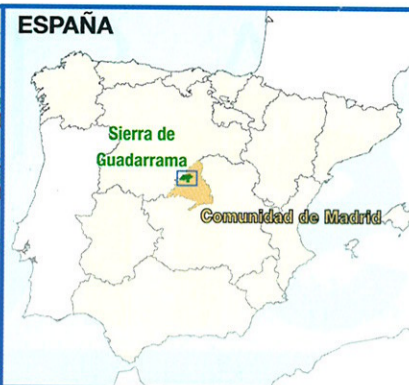 ESPAÑA
Sierra de
Guadarrama
Comunidad de Madrid